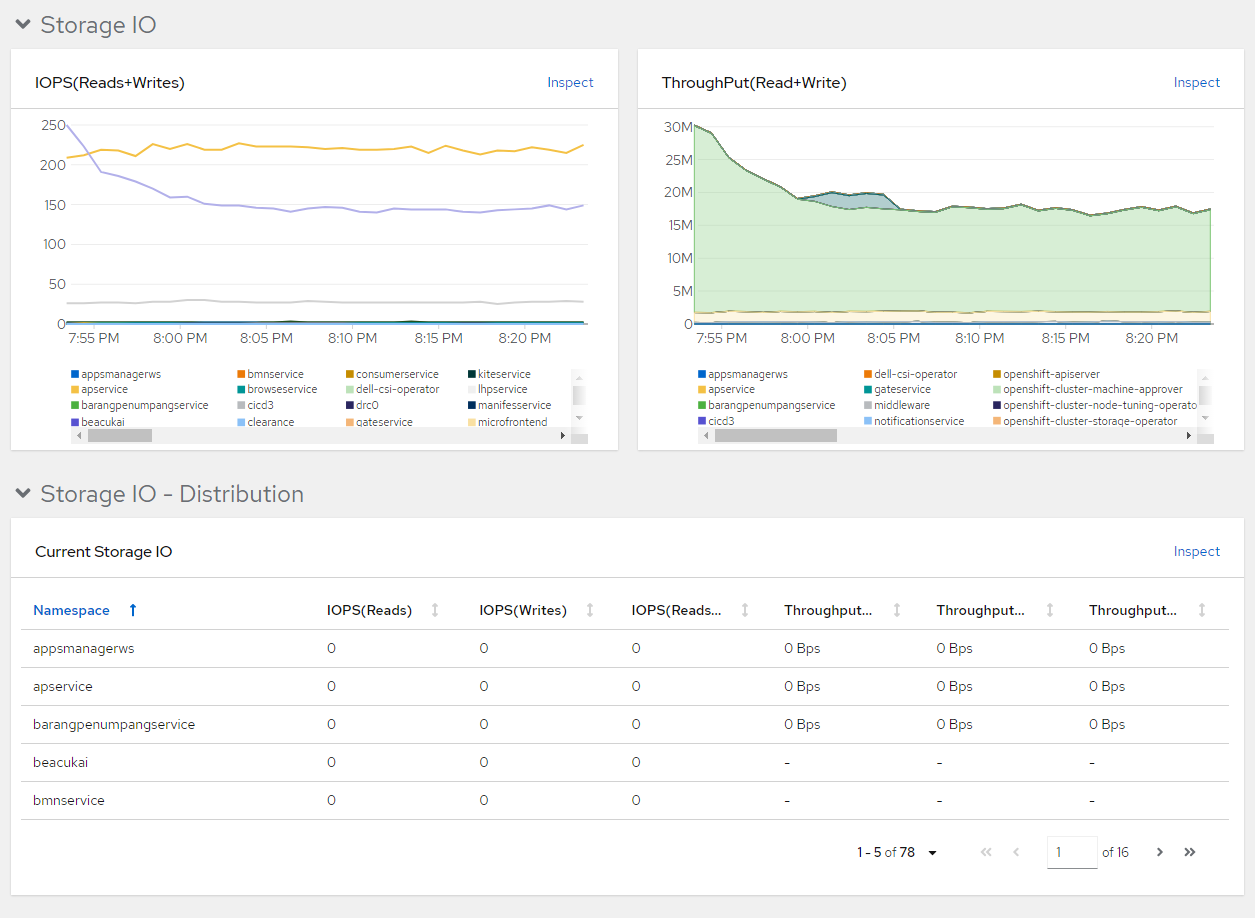 Storage IO
IOPS(Reads+Writes) Inspect
250
200
150
100
50
0
7:55 PM 8:00 PM 8:05 PM 8:10 PM 8:15 PM 8:20 PM
appsmanagerws bmnservice consumerservice kiteservice
apservice browseservice dell-csi-operator lhpservice
barangpenumpangservice cicd3 drc0 manifesservice
beacukai clearance gateservice microfrontend
ThroughPut(Read+Write) Inspect
30M
25M
20M
15M
10M
5M
0
7:55 PM 8:00 PM 8:05 PM 8:10 PM 8:15 PM 8:20 PM
appsmanagerws dell-csi-operator openshift-apiserver
apservice gateservice openshift-cluster-machine-approver
barangpenumpangservice middleware openshift-cluster-node-tuning-operato
cicd3 notificationservice openshift-cluster-storage-operator
Storage IO - Distribution
Current Storage IO Inspect
Namespace IOPS(Reads) IOPS(Writes) IOPS(Reads... Throughput... Throughput... Throughput...
appsmanagerws 0 0 0 0 Bps 0 Bps 0 Bps
apservice 0 0 0 0 Bps 0 Bps 0 Bps
barangpenumpangservice 0 0 0 0 Bps 0 Bps 0 Bps
beacukai 0 0 0 - - -
bmnservice 0 0 0 - - -
1 - 5 of 78 1 of 16